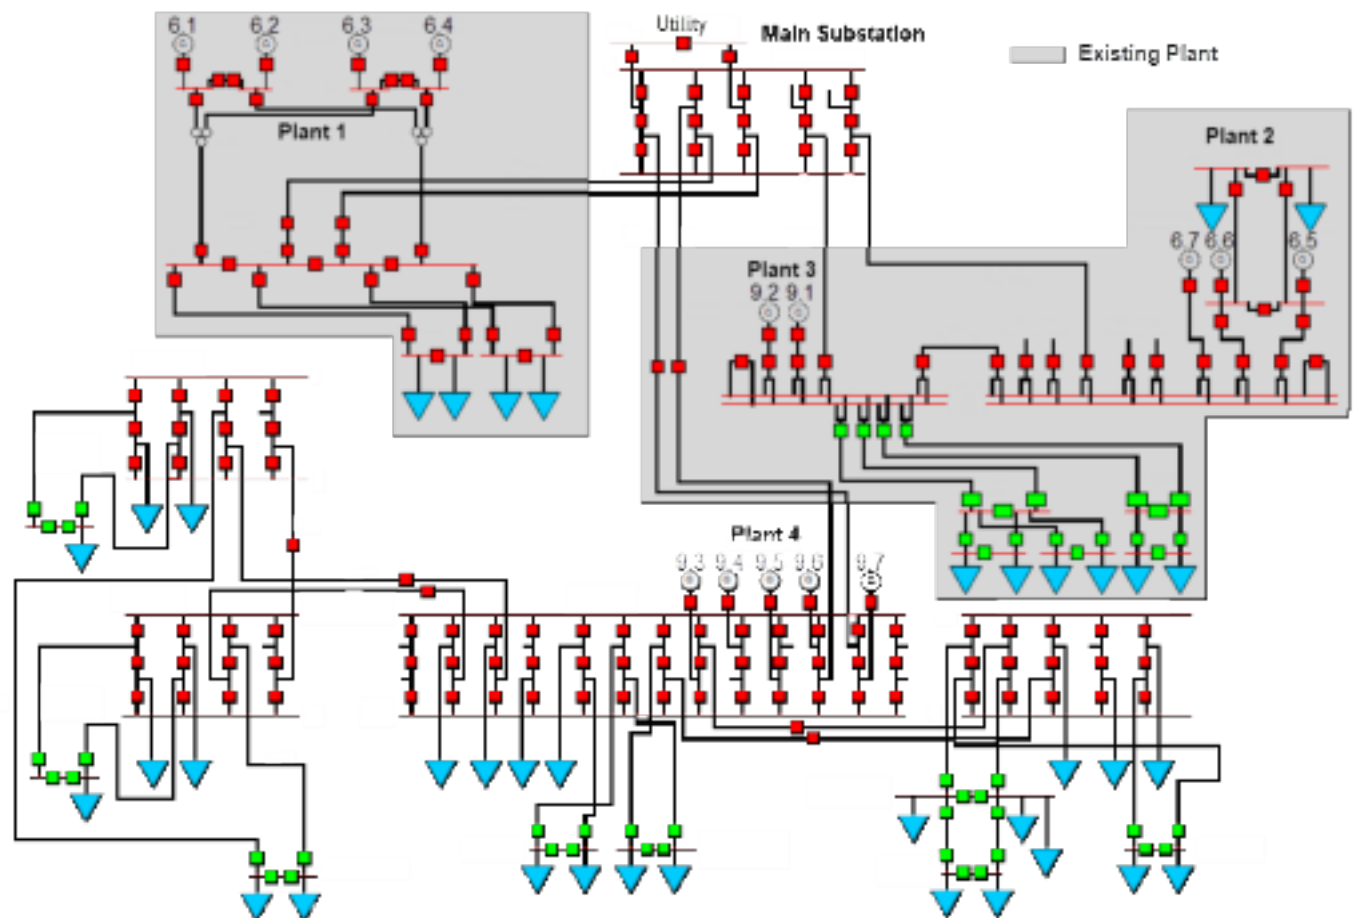 6,1
6,2
6,3
6,4
Utility
Main Substation
Existing Plant
Plant 1
Plant 2
6,7
6,6
6,5
Plant 3
9,2
9,1
Plant 4
9,3
9,4
9,5
9,6
9,7